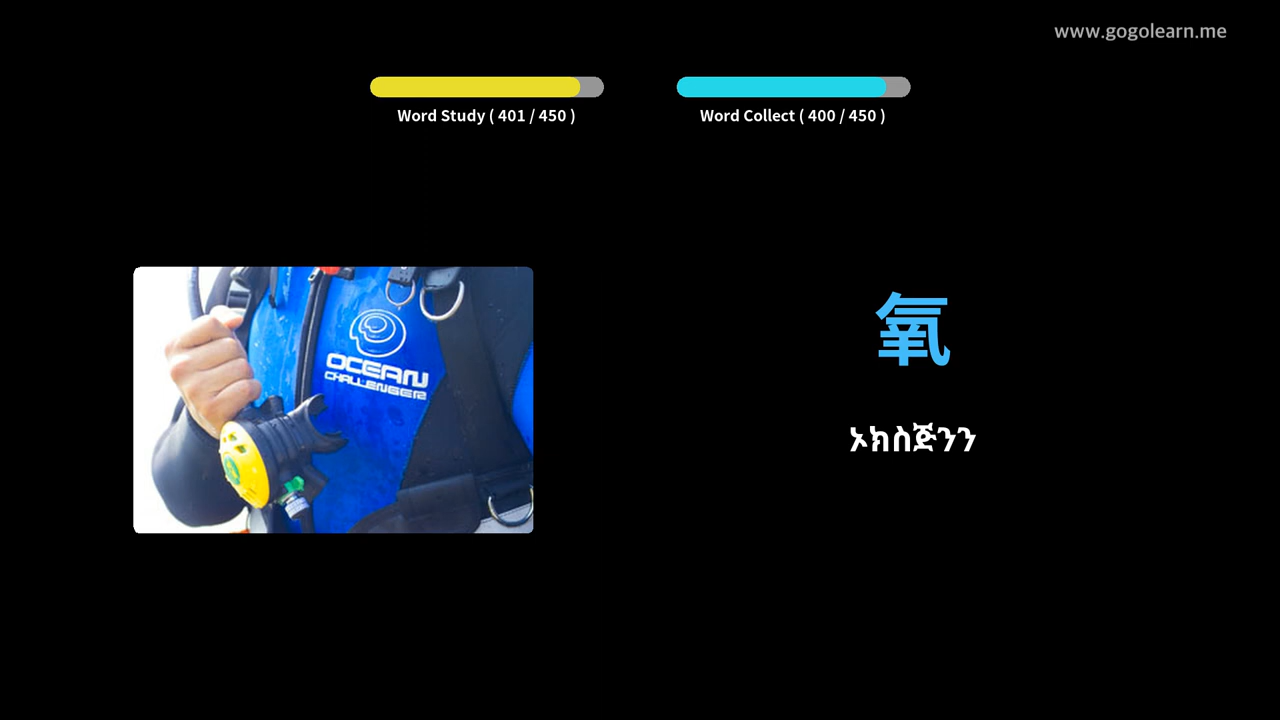 www.gogolearn.me
Word Study ( 401 / 450 )
Word Collect ( 400 / 450 )
OCEAN
CHALLENGER
氧
ኦክስጅንን